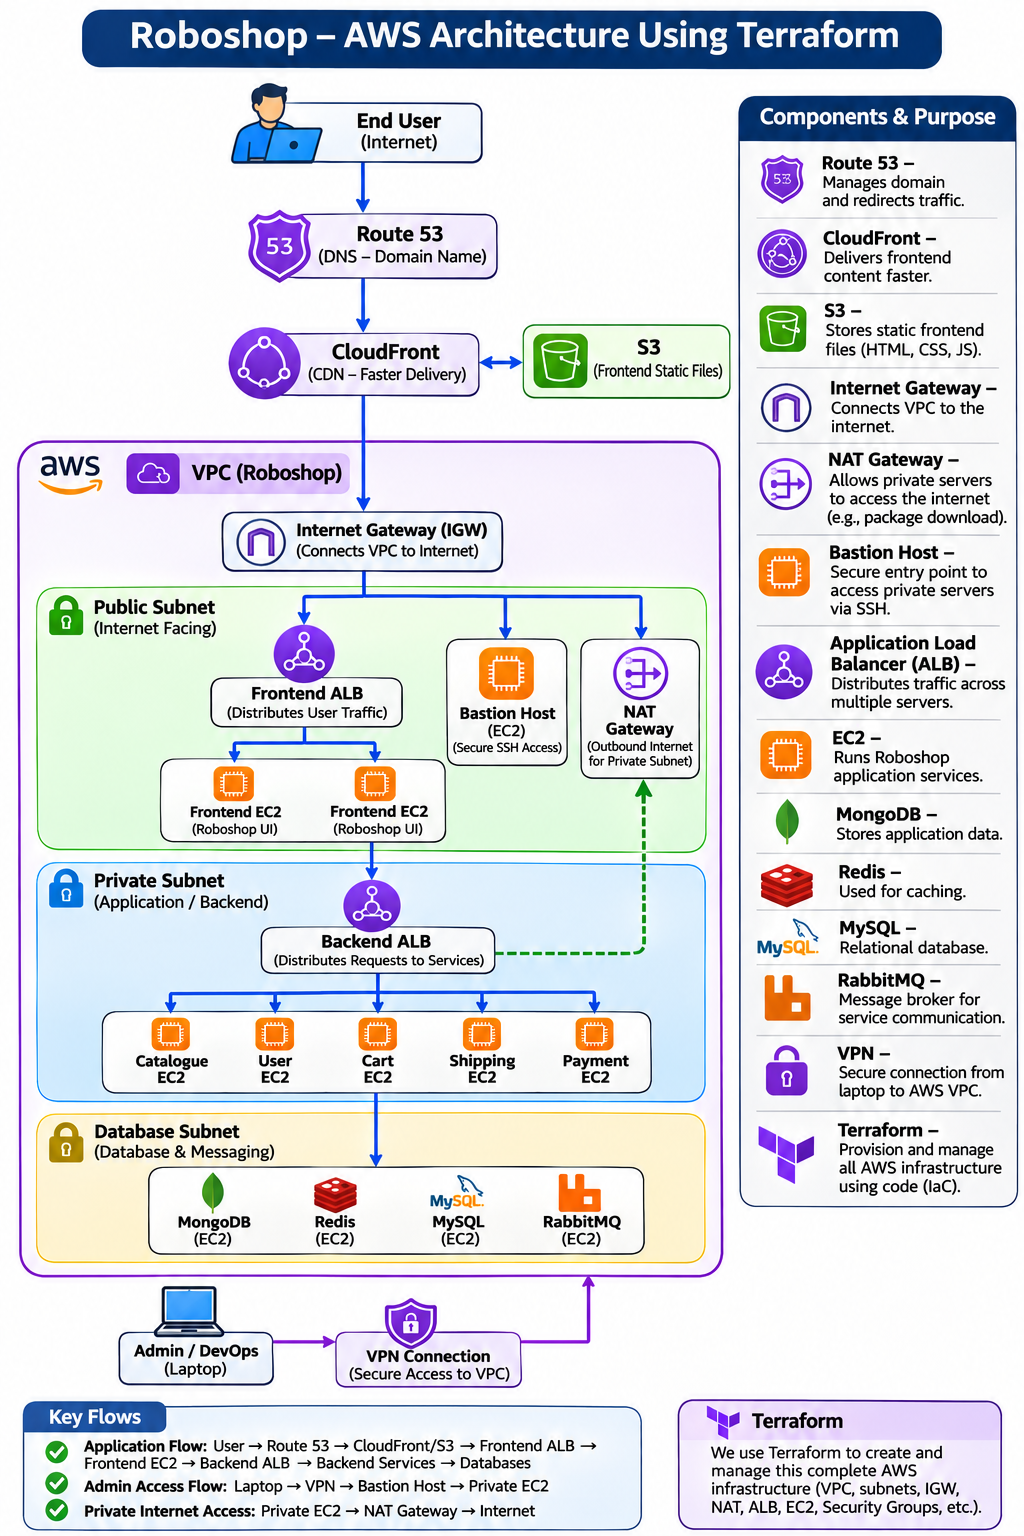 Roboshop – AWS Architecture Using Terraform
End User
(Internet)
Route 53
(DNS – Domain Name)
53
CloudFront
(CDN – Faster Delivery)
S3
(Frontend Static Files)
aws
VPC (Roboshop)
Internet Gateway (IGW)
(Connects VPC to Internet)
Public Subnet
(Internet Facing)
Frontend ALB
(Distributes User Traffic)
Frontend EC2
(Roboshop UI)
Frontend EC2
(Roboshop UI)
Bastion Host
(EC2)
(Secure SSH Access)
NAT
Gateway
(Outbound Internet
for Private Subnet)
Private Subnet
(Application / Backend)
Backend ALB
(Distributes Requests to Services)
Catalogue
EC2
User
EC2
Cart
EC2
Shipping
EC2
Payment
EC2
Database Subnet
(Database & Messaging)
MongoDB
(EC2)
Redis
(EC2)
MySQL.
MySQL
(EC2)
RabbitMQ
(EC2)
Admin / DevOps
(Laptop)
VPN Connection
(Secure Access to VPC)
Components & Purpose
53
Route 53 –
Manages domain
and redirects traffic.
CloudFront –
Delivers frontend
content faster.
S3 –
Stores static frontend
files (HTML, CSS, JS).
Internet Gateway –
Connects VPC to the
internet.
NAT Gateway –
Allows private servers
to access the internet
(e.g., package download).
Bastion Host –
Secure entry point to
access private servers
via SSH.
Application Load
Balancer (ALB) –
Distributes traffic across
multiple servers.
EC2 –
Runs Roboshop
application services.
MongoDB –
Stores application data.
Redis –
Used for caching.
MySQL.
MySQL –
Relational database.
RabbitMQ –
Message broker for
service communication.
VPN –
Secure connection from
laptop to AWS VPC.
Terraform –
Provision and manage
all AWS infrastructure
using code (IaC).
Key Flows
Application Flow: User → Route 53 → CloudFront/S3 → Frontend ALB →
Frontend EC2 → Backend ALB → Backend Services → Databases
Admin Access Flow: Laptop → VPN → Bastion Host → Private EC2
Private Internet Access: Private EC2 → NAT Gateway → Internet
Terraform
We use Terraform to create and
manage this complete AWS
infrastructure (VPC, subnets, IGW,
NAT, ALB, EC2, Security Groups, etc.).